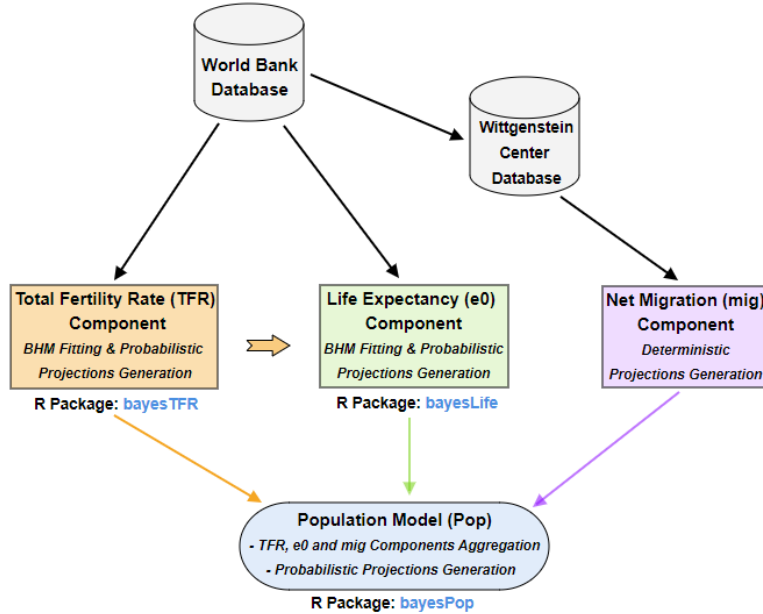 World Bank
Database
Wittgenstein
Center
Database
Total Fertility Rate (TFR)
Component
BHM Fitting & Probabilistic
Projections Generation
R Package: bayesTFR
Life Expectancy (e0)
Component
BHM Fitting & Probabilistic
Projections Generation
R Package: bayesLife
Net Migration (mig)
Component
Deterministic
Projections Generation
Population Model (Pop)
- TFR, e0 and mig Components Aggregation
- Probabilistic Projections Generation
R Package: bayesPop